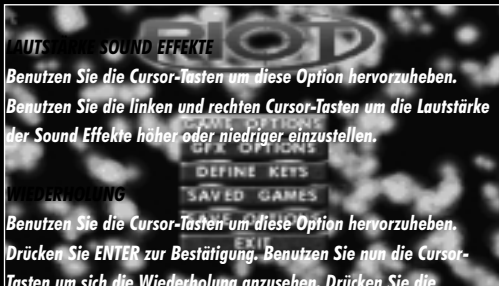 RIOT
LAUTSTÄRKE SOUND EFFEKTE
Benutzen Sie die Cursor-Tasten um diese Option hervorzuheben.
Benutzen Sie die linken und rechten Cursor-Tasten um die Lautstärke
der Sound Effekte höher oder niedriger einzustellen.
GAME OPTIONS
GFX OPTIONS
DEFINE KEYS
SAVED GAMES
WIEDERHOLUNG
Benutzen Sie die Cursor-Tasten um diese Option hervorzuheben.
EXIT
Drücken Sie ENTER zur Bestätigung. Benutzen Sie nun die Cursor-
Tasten um sich die Wiederholung anzusehen. Drücken Sie die